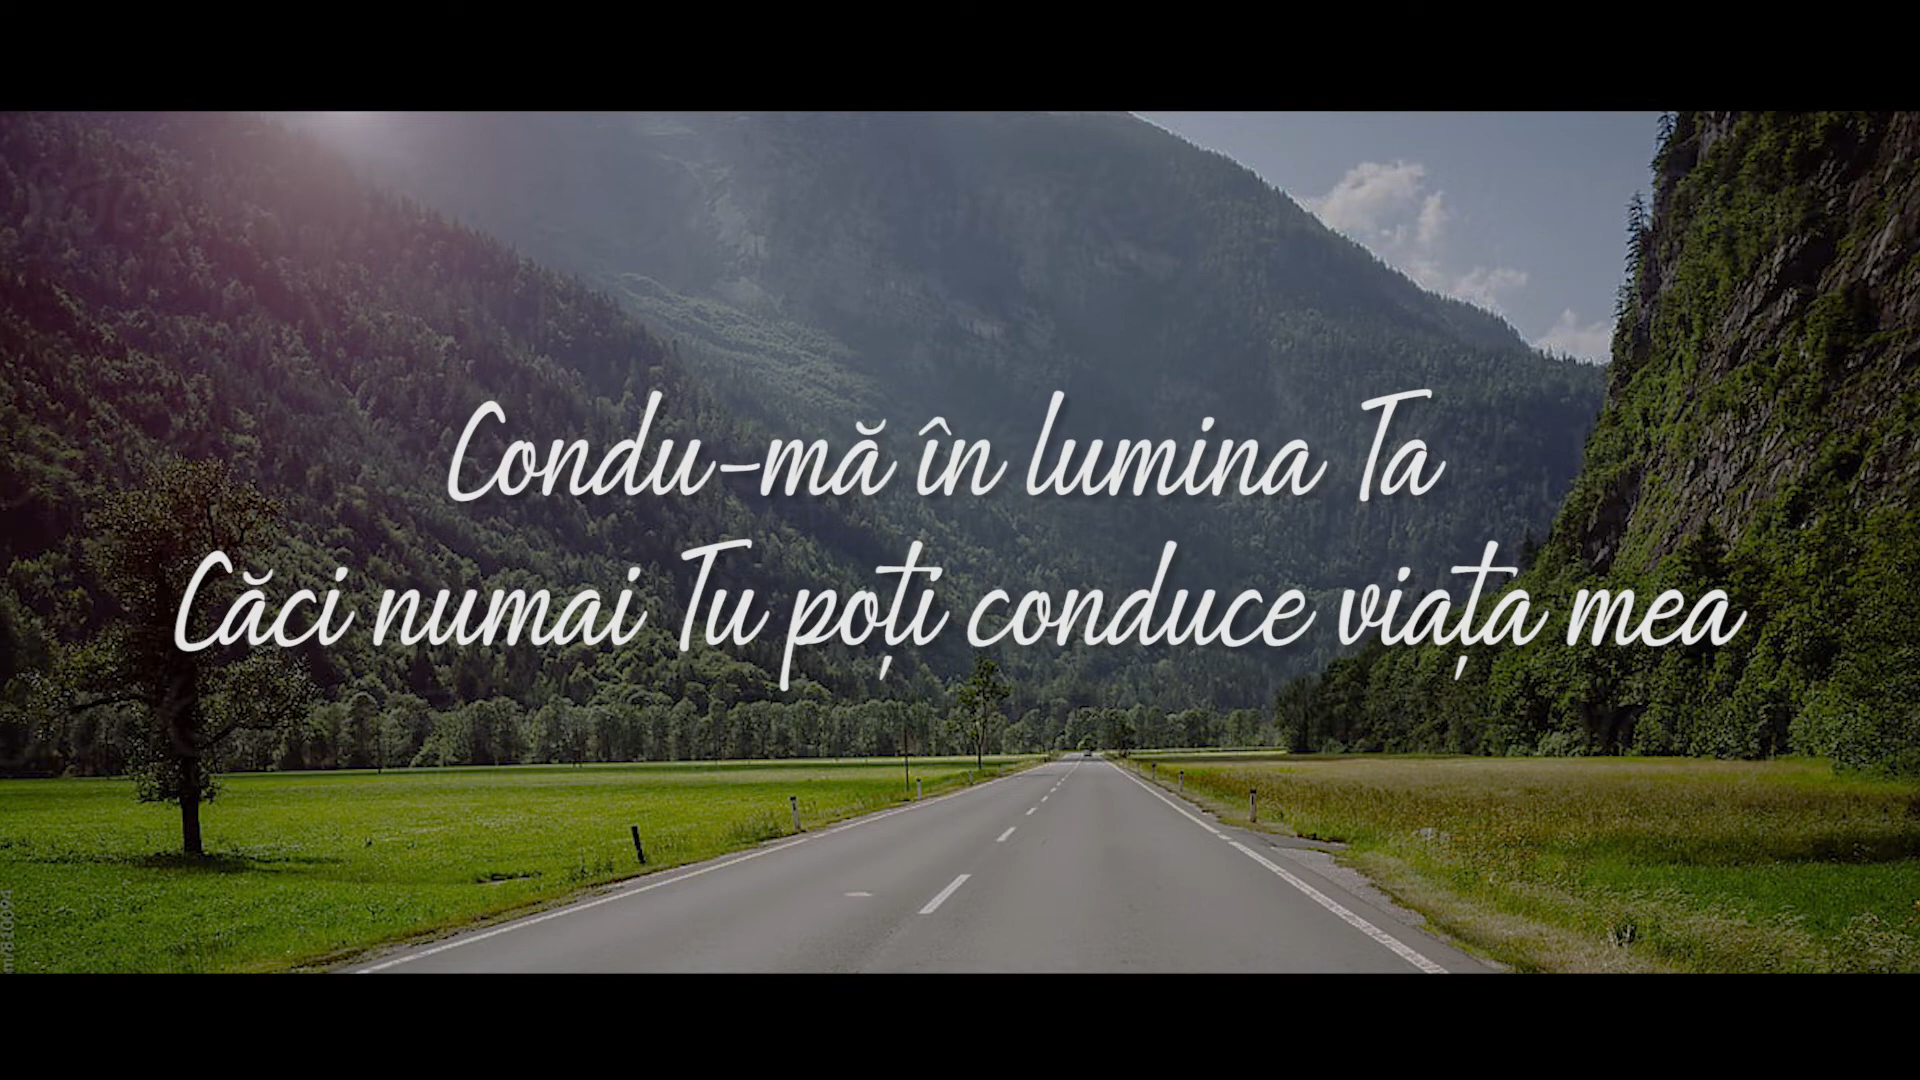 Condu-mă în lumina Ta
Căci numai Tu poți conduce viața mea